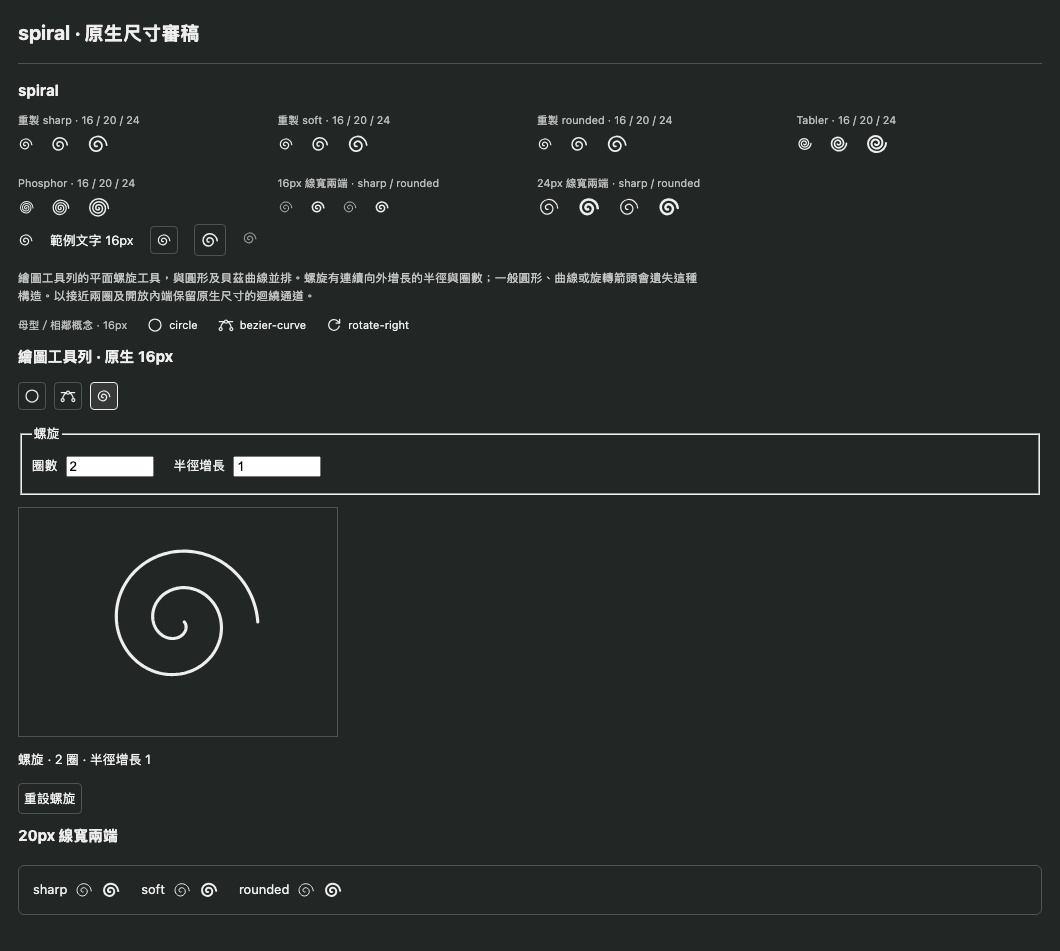 spiral · 原生尺寸審稿
spiral
重製 sharp · 16 / 20 / 24
重製 soft · 16 / 20 / 24
重製 rounded · 16 / 20 / 24
Tabler · 16 / 20 / 24
Phosphor · 16 / 20 / 24
16px 線寬兩端 · sharp / rounded
24px 線寬兩端 · sharp / rounded
範例文字 16px
繪圖工具列的平面螺旋工具，與圓形及貝茲曲線並排。螺旋有連續向外增長的半徑與圈數；一般圓形、曲線或旋轉箭頭會遺失這種
構造。以接近兩圈及開放內端保留原生尺寸的迴繞通道。
母型 / 相鄰概念 · 16px circle bezier-curve rotate-right
繪圖工具列 · 原生 16px
螺旋
圈數 2 半徑增長 1
螺旋 · 2 圈 · 半徑增長 1
重設螺旋
20px 線寬兩端
sharp soft rounded